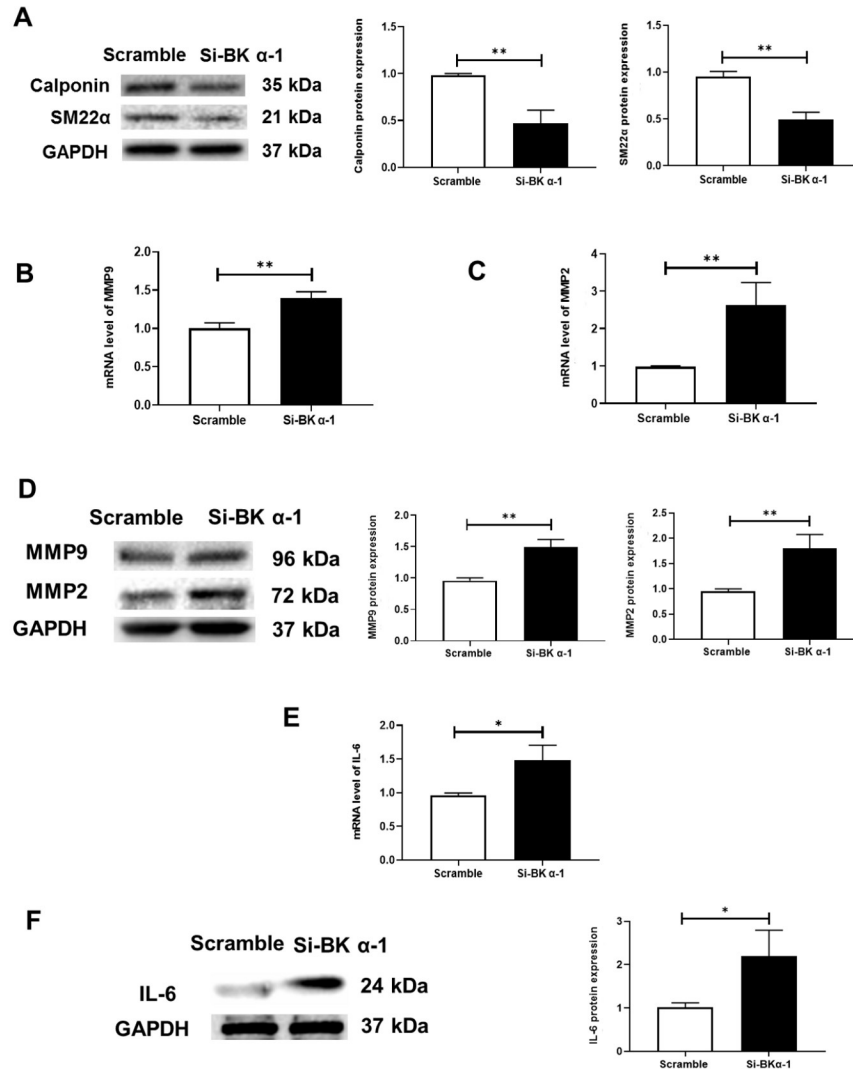 A
Scramble Si-BK α-1
Calponin 35 kDa
SM22α 21 kDa
GAPDH 37 kDa
Calponin protein expression
1.5
1.0
0.5
0.0
**
Scramble Si-BK α-1
SM22α protein expression
1.5
1.0
0.5
0.0
**
Scramble Si-BK α-1
B
mRNA level of MMP9
2.0
1.5
1.0
0.5
0.0
**
Scramble Si-BK α-1
C
mRNA level of MMP2
4
3
2
1
0
**
Scramble Si-BK α-1
D
Scramble Si-BK α-1
MMP9 96 kDa
MMP2 72 kDa
GAPDH 37 kDa
MMP9 protein expression
2.0
1.5
1.0
0.5
0.0
**
Scramble Si-BK α-1
MMP2 protein expression
2.5
2.0
1.5
1.0
0.5
0.0
**
Scramble Si-BK α-1
E
mRNA level of IL-6
2.0
1.5
1.0
0.5
0.0
*
Scramble Si-BK α-1
F
Scramble Si-BK α-1
IL-6 24 kDa
GAPDH 37 kDa
IL-6 protein expression
3
2
1
0
*
Scramble Si-BKα-1